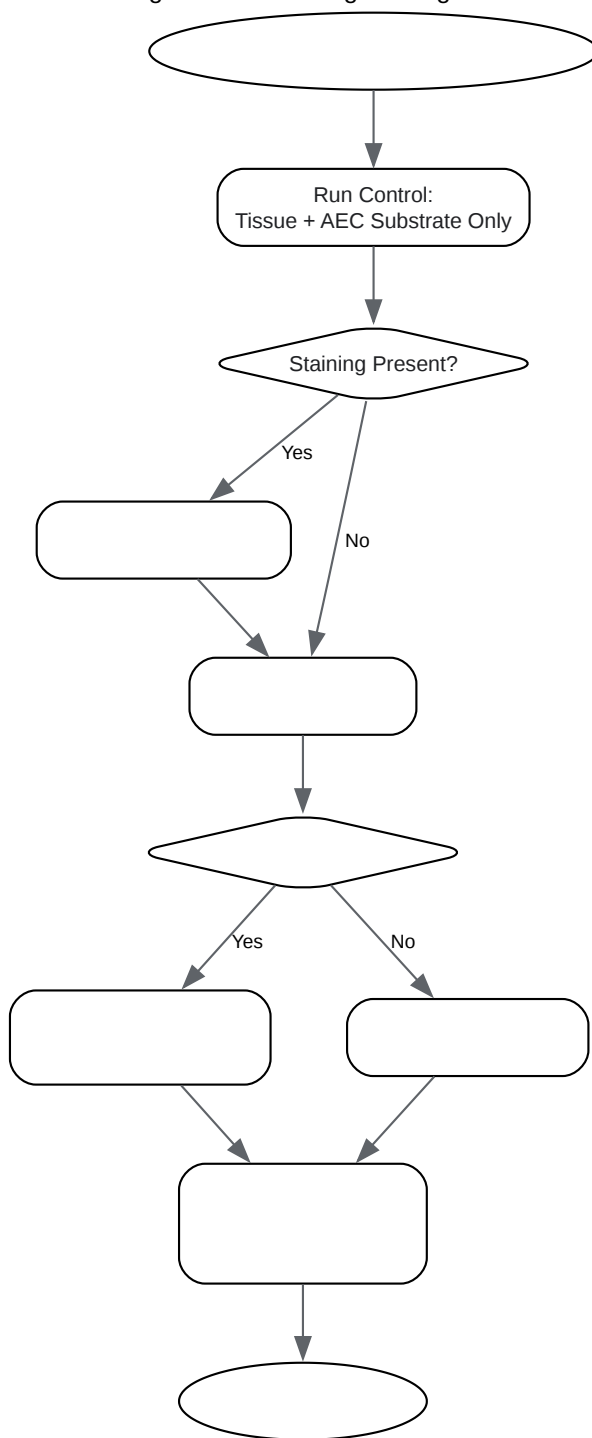 Run Control:
Tissue + AEC Substrate Only
Staining Present?
Yes
No
Yes
No